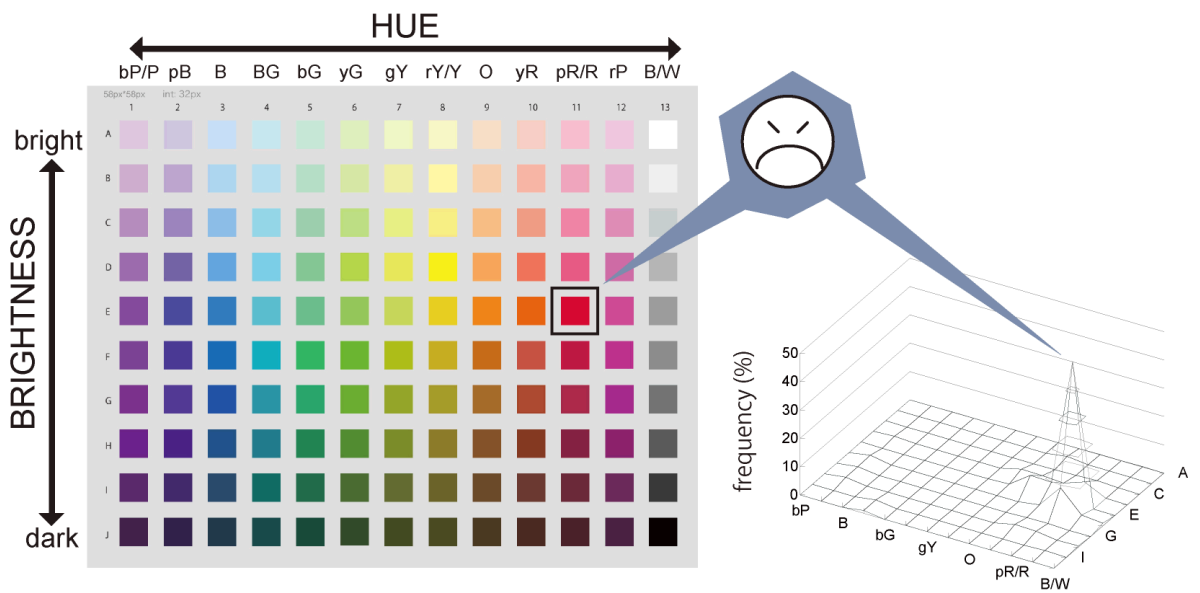 HUE
bP/P pB B BG bG yG gY rY/Y O yR pR/R rP B/W
56px*56px int: 32px
1 2 3 4 5 6 7 8 9 10 11 12 13
bright
BRIGHTNESS
dark
A
B
C
D
E
F
G
H
I
J
frequency (%)
50
40
30
20
10
0
bP B bG gY O pR/R B/W
A
C
E
G
I